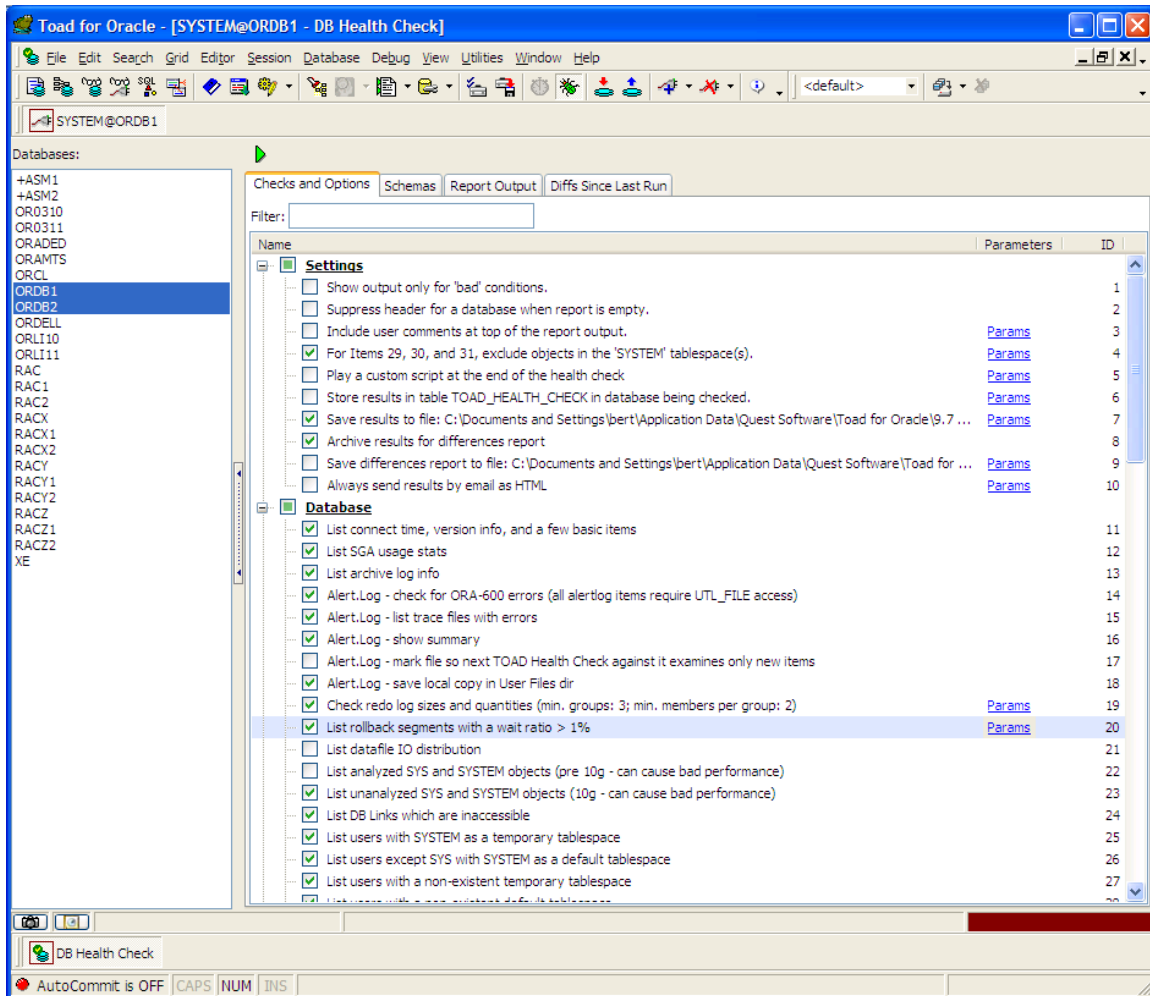 Toad for Oracle - [SYSTEM@ORDB1 - DB Health Check]
File Edit Search Grid Editor Session Database Debug View Utilities Window Help
SQL <default>
SYSTEM@ORDB1
Databases:
+ASM1
+ASM2
OR0310
OR0311
ORADED
ORAMTS
ORCL
ORDB1
ORDB2
ORDELL
ORLI10
ORLI11
RAC
RAC1
RAC2
RACX
RACX1
RACX2
RACY
RACY1
RACY2
RACZ
RACZ1
RACZ2
XE
Checks and Options Schemas Report Output Diffs Since Last Run
Filter:
Name Parameters ID
Settings
Show output only for 'bad' conditions. 1
Suppress header for a database when report is empty. 2
Include user comments at top of the report output. Params 3
For Items 29, 30, and 31, exclude objects in the 'SYSTEM' tablespace(s). Params 4
Play a custom script at the end of the health check Params 5
Store results in table TOAD_HEALTH_CHECK in database being checked. Params 6
Save results to file: C:\Documents and Settings\bert\Application Data\Quest Software\Toad for Oracle\9.7 ... Params 7
Archive results for differences report 8
Save differences report to file: C:\Documents and Settings\bert\Application Data\Quest Software\Toad for ... Params 9
Always send results by email as HTML Params 10
Database
List connect time, version info, and a few basic items 11
List SGA usage stats 12
List archive log info 13
Alert.Log - check for ORA-600 errors (all alertlog items require UTL_FILE access) 14
Alert.Log - list trace files with errors 15
Alert.Log - show summary 16
Alert.Log - mark file so next TOAD Health Check against it examines only new items 17
Alert.Log - save local copy in User Files dir 18
Check redo log sizes and quantities (min. groups: 3; min. members per group: 2) Params 19
List rollback segments with a wait ratio > 1% Params 20
List datafile IO distribution 21
List analyzed SYS and SYSTEM objects (pre 10g - can cause bad performance) 22
List unanalyzed SYS and SYSTEM objects (10g - can cause bad performance) 23
List DB Links which are inaccessible 24
List users with SYSTEM as a temporary tablespace 25
List users except SYS with SYSTEM as a default tablespace 26
List users with a non-existent temporary tablespace 27
DB Health Check
AutoCommit is OFF CAPS NUM INS